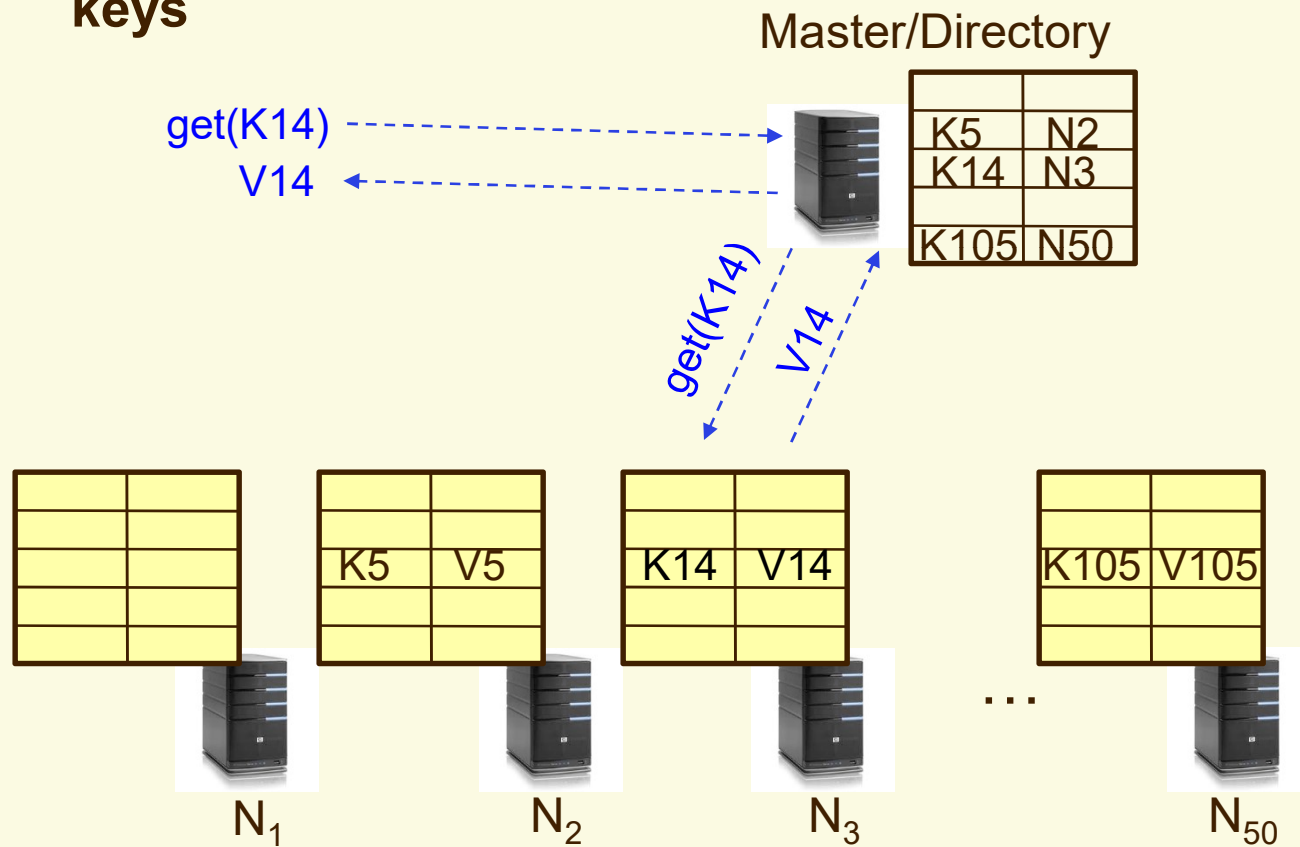 keys
Master/Directory
get(K14)
V14
K5 N2
K14 N3
K105 N50
get(K14)
V14
K5 V5
K14 V14
K105 V105
...
N1
N2
N3
N50